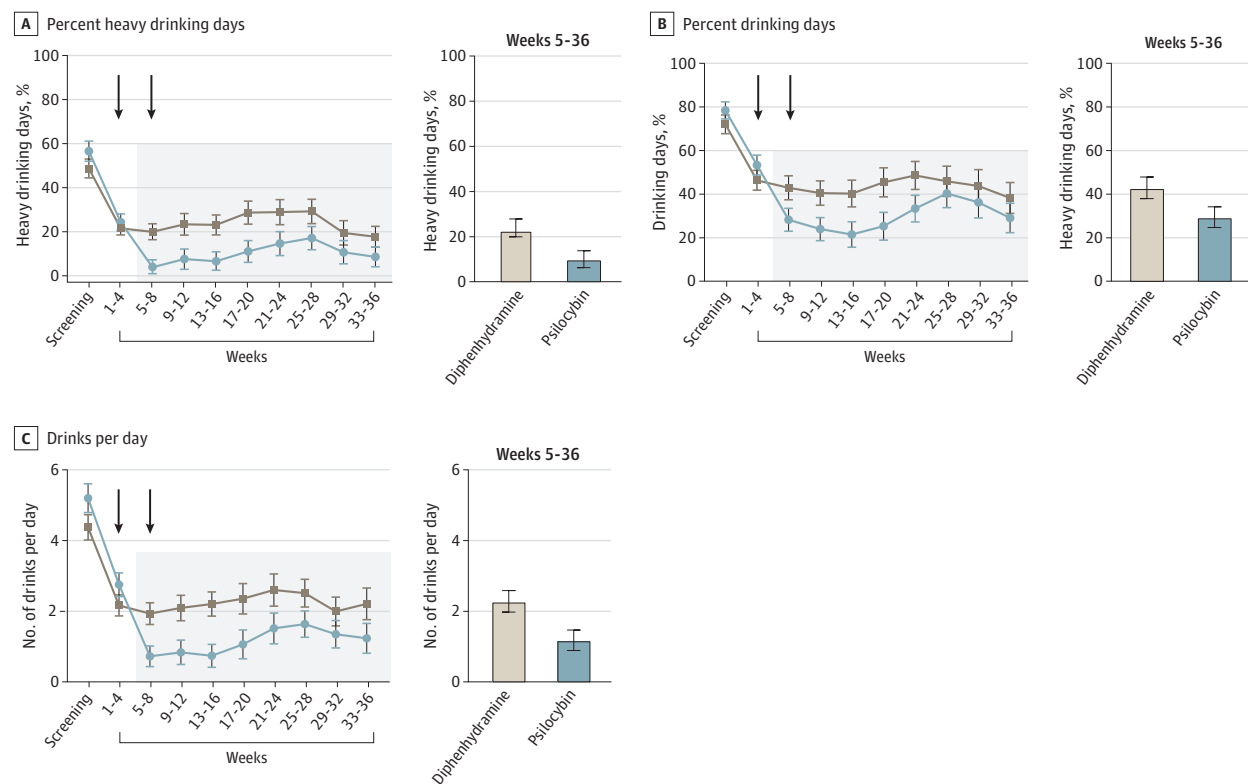 A Percent heavy drinking days
Heavy drinking days, %
100
80
60
40
20
0
Screening
1-4
5-8
9-12
13-16
17-20
21-24
25-28
29-32
33-36
Weeks
Weeks 5-36
Heavy drinking days, %
100
80
60
40
20
0
Diphenhydramine
Psilocybin
B Percent drinking days
Drinking days, %
100
80
60
40
20
0
Screening
1-4
5-8
9-12
13-16
17-20
21-24
25-28
29-32
33-36
Weeks
Weeks 5-36
Heavy drinking days, %
100
80
60
40
20
0
Diphenhydramine
Psilocybin
C Drinks per day
No. of drinks per day
6
4
2
0
Screening
1-4
5-8
9-12
13-16
17-20
21-24
25-28
29-32
33-36
Weeks
Weeks 5-36
No. of drinks per day
6
4
2
0
Diphenhydramine
Psilocybin